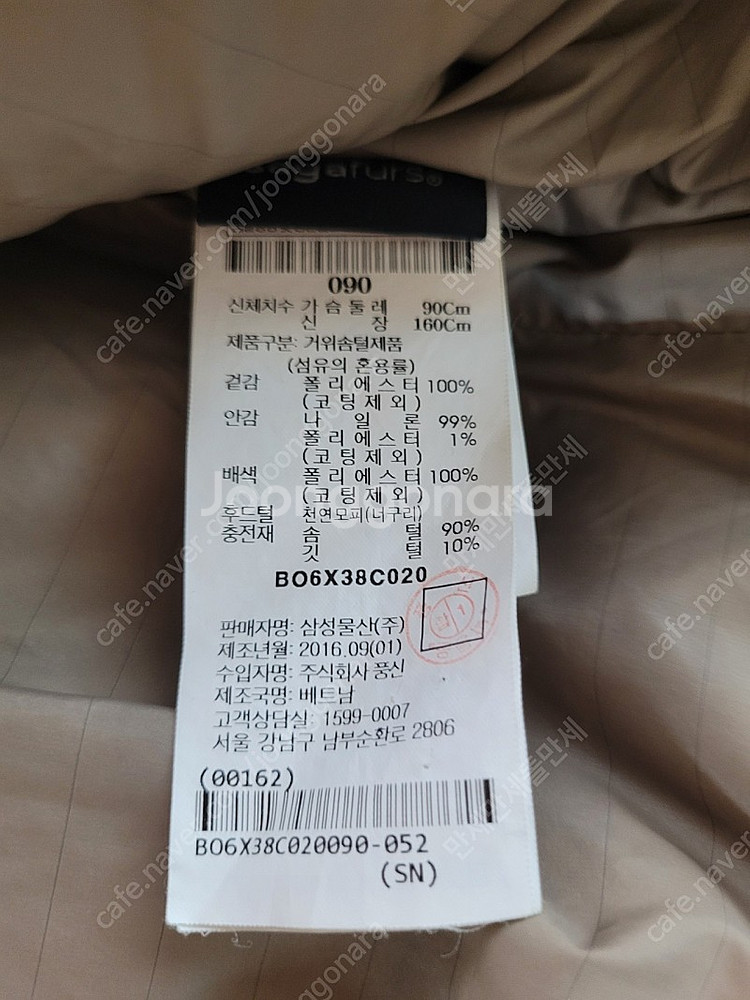 090
신체치수 가슴둘레 90Cm
신장 160Cm
제품구분: 거위솜털제품
(섬유의 혼용률)
겉감 폴리에스터 100%
(코팅제외)
안감 나일론 99%
폴리에스터 1%
(코팅제외)
배색 폴리에스터 100%
(코팅제외)
후드털 천연모피(너구리)
충전재 솜털 90%
깃털 10%
BO6X38C020
판매자명: 삼성물산(주)
제조년월: 2016.09(01)
수입자명: 주식회사 풍신
제조국명: 베트남
고객상담실: 1599-0007
서울 강남구 남부순환로 2806
(00162)
BO6X38C020090-052
(SN)
Joonggonara
cafe.naver.com/joonggonara
만세만세똘만세